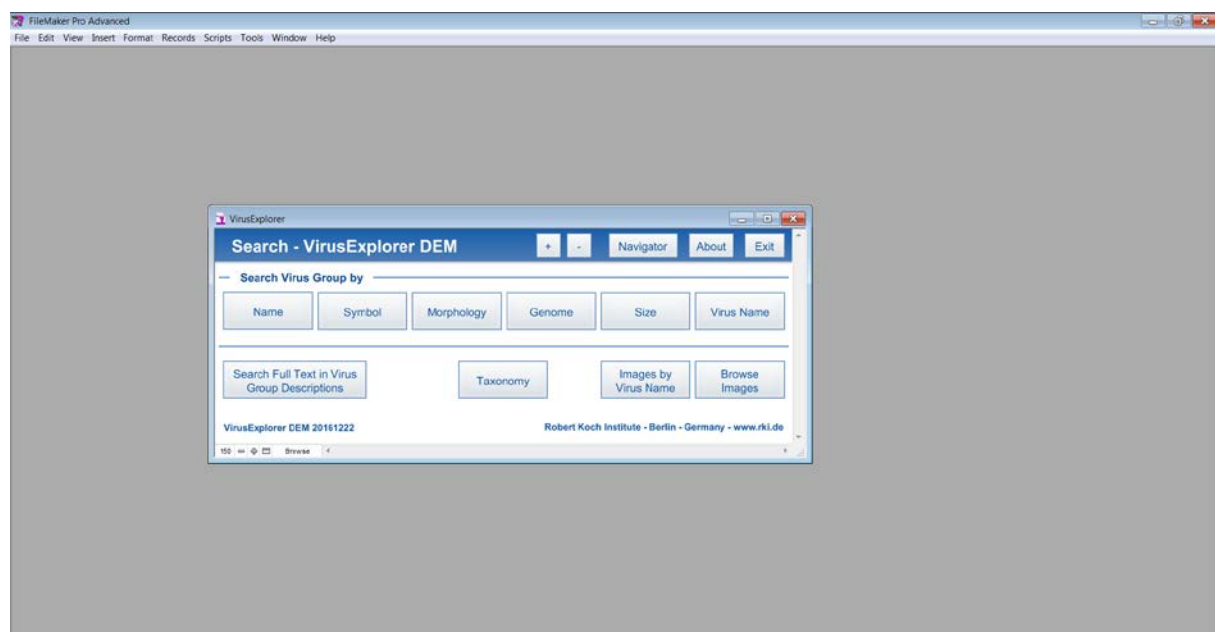 FileMaker Pro Advanced
File Edit View Insert Format Records Scripts Tools Window Help
VirusExplorer
Search - VirusExplorer DEM + - Navigator About Exit
Search Virus Group by
Name Symbol Morphology Genome Size Virus Name
Search Full Text in Virus
Group Descriptions
Taxonomy
Images by
Virus Name
Browse
Images
VirusExplorer DEM 20161222 Robert Koch Institute - Berlin - Germany - www.rki.de
150 Browse